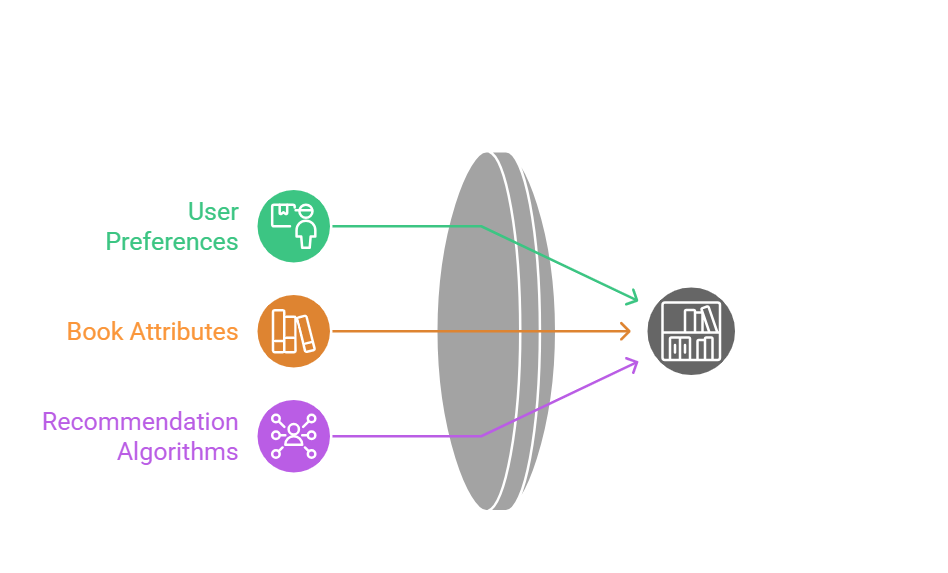 User
Preferences
Book Attributes
Recommendation
Algorithms